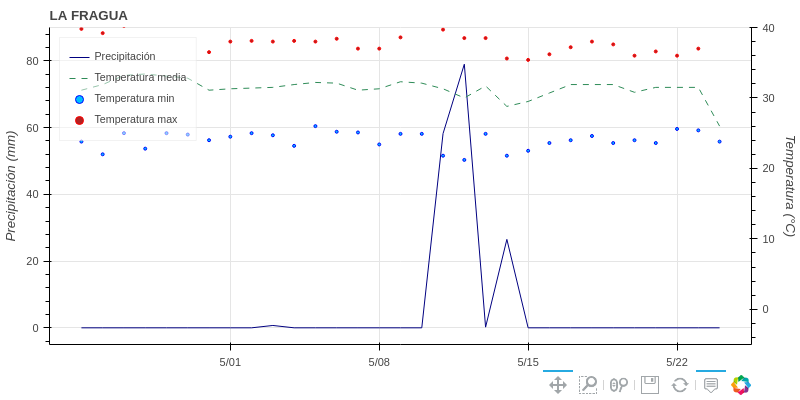 LA FRAGUA
Precipitación
Temperatura media
Temperatura min
Temperatura max
Precipitación (mm)
80
60
40
20
0
40
30
20
10
0
Temperatura (°C)
5/01
5/08
5/15
5/22